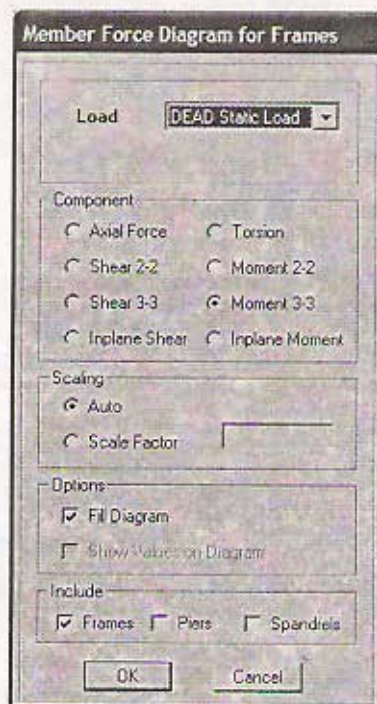 Member Force Diagram for Frames
Load DEAD Static Load
Component
Axial Force Torsion
Shear 2-2 Moment 2-2
Shear 3-3 Moment 3-3
Inplane Shear Inplane Moment
Scaling
Auto
Scale Factor
Options
Fill Diagram
Show Values on Diagram
Include
Frames Piers Spandrels
OK Cancel